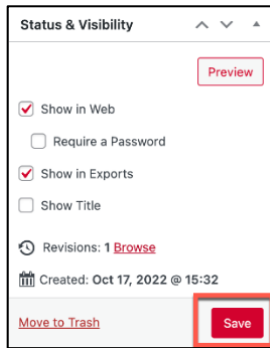 Status & Visibility
Preview
Show in Web
Require a Password
Show in Exports
Show Title
Revisions: 1 Browse
Created: Oct 17, 2022 @ 15:32
Move to Trash
Save